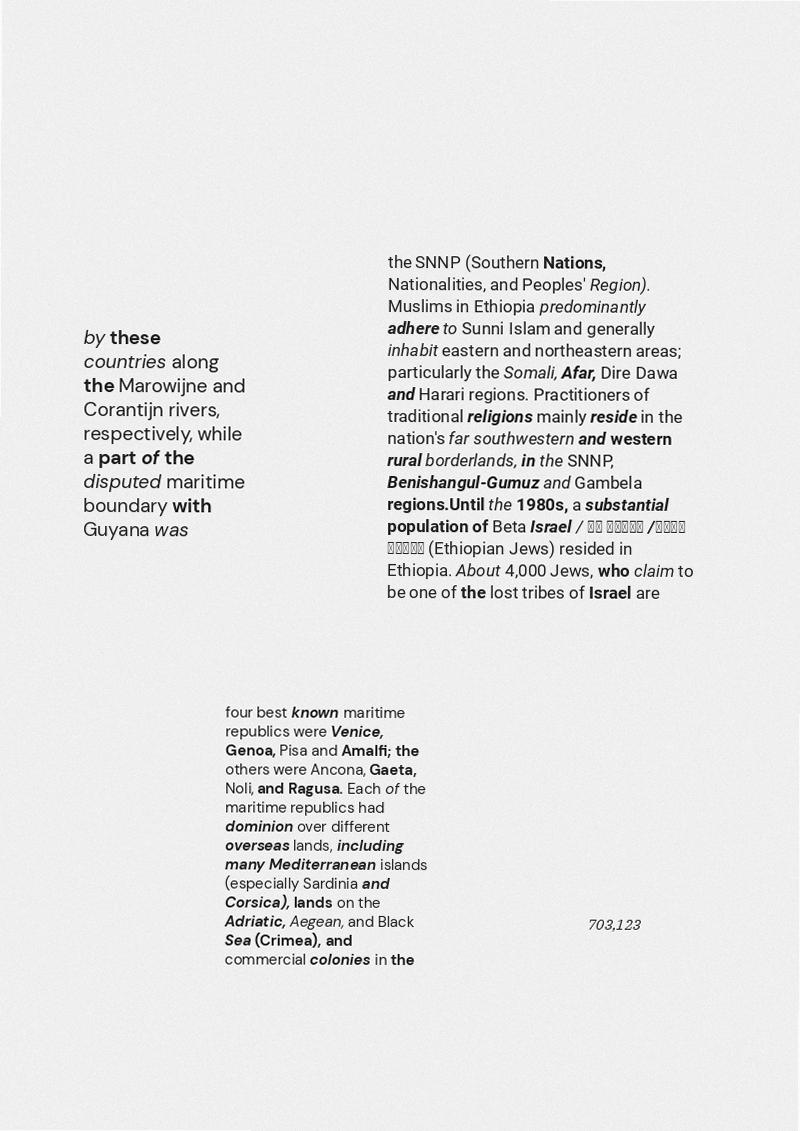 by these
countries along
the Marowijne and
Corantijn rivers,
respectively, while
a part of the
disputed maritime
boundary with
Guyana was
the SNNP (Southern Nations,
Nationalities, and Peoples' Region).
Muslims in Ethiopia predominantly
adhere to Sunni Islam and generally
inhabit eastern and northeastern areas;
particularly the Somali, Afar, Dire Dawa
and Harari regions. Practitioners of
traditional religions mainly reside in the
nation's far southwestern and western
rural borderlands, in the SNNP,
Benishangul-Gumuz and Gambela
regions.Until the 1980s, a substantial
population of Beta Israel / /
(Ethiopian Jews) resided in
Ethiopia. About 4,000 Jews, who claim to
be one of the lost tribes of Israel are
four best known maritime
republics were Venice,
Genoa, Pisa and Amalfi; the
others were Ancona, Gaeta,
Noli, and Ragusa. Each of the
maritime republics had
dominion over different
overseas lands, including
many Mediterranean islands
(especially Sardinia and
Corsica), lands on the
Adriatic, Aegean, and Black
Sea (Crimea), and
commercial colonies in the
703,123